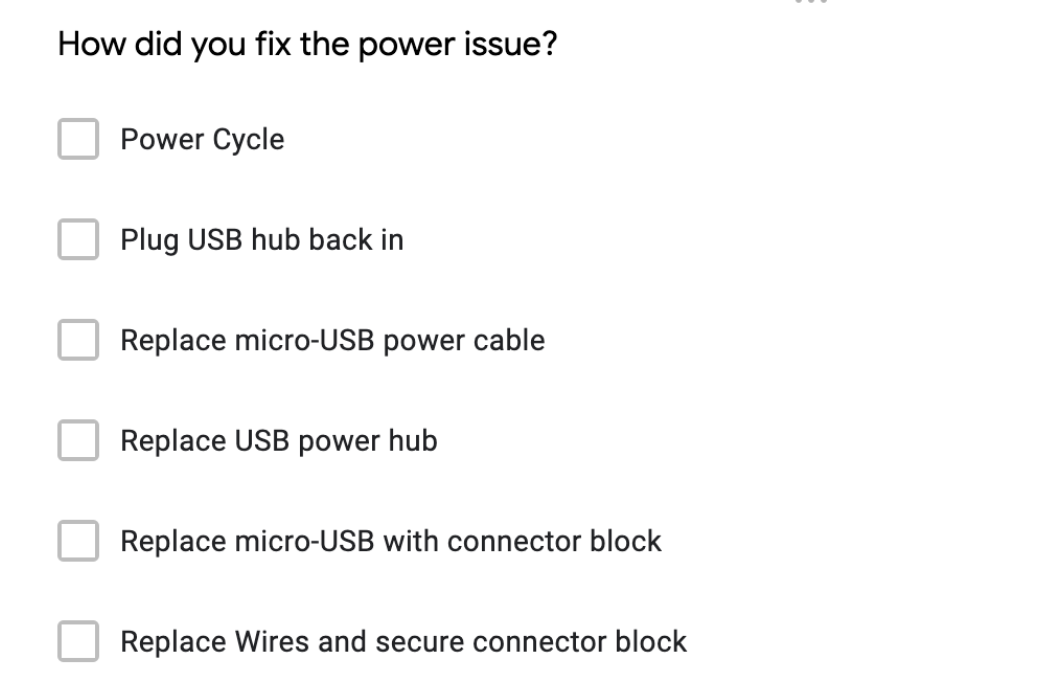 How did you fix the power issue?
Power Cycle
Plug USB hub back in
Replace micro-USB power cable
Replace USB power hub
Replace micro-USB with connector block
Replace Wires and secure connector block